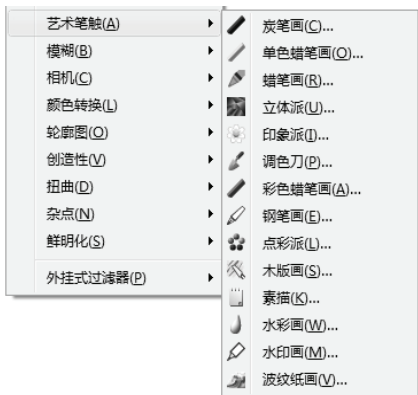 艺术笔触(A)
模糊(B)
相机(C)
颜色转换(L)
轮廓图(O)
创造性(V)
扭曲(D)
杂点(N)
鲜明化(S)
外挂式过滤器(P)
炭笔画(C)...
单色蜡笔画(O)...
蜡笔画(R)...
立体派(U)...
印象派(I)...
调色刀(P)...
彩色蜡笔画(A)...
钢笔画(E)...
点彩派(L)...
木版画(S)...
素描(K)...
水彩画(W)...
水印画(M)...
波纹纸画(V)...